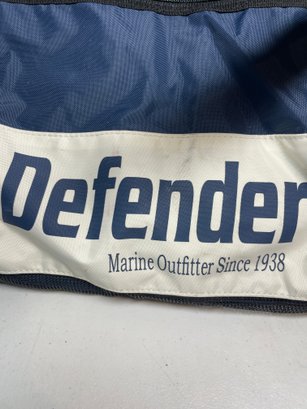 Defender
Marine Outfitter Since 1938